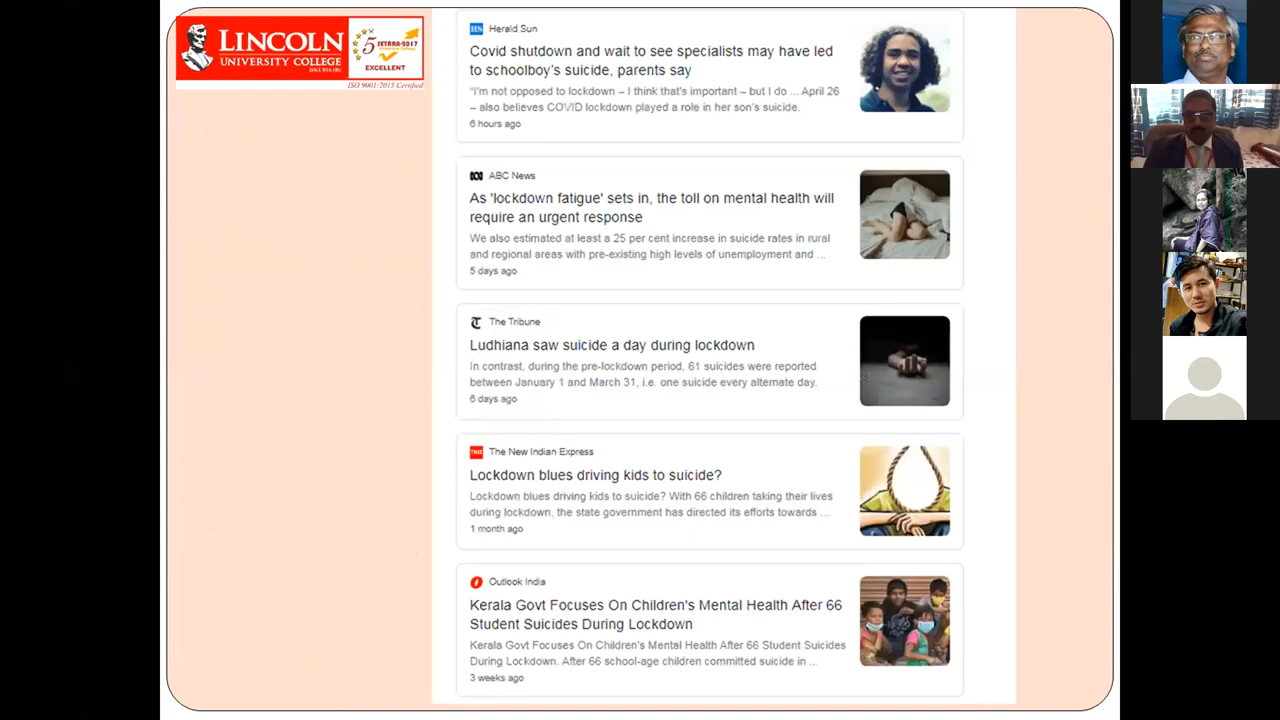 LINCOLN
UNIVERSITY COLLEGE
5
SETARA-2017
EXCELLENT
ISO 9001:2015 Certified
HS Herald Sun
Covid shutdown and wait to see specialists may have led
to schoolboy's suicide, parents say
"I'm not opposed to lockdown – I think that's important – but I do ... April 26
– also believes COVID lockdown played a role in her son's suicide.
6 hours ago
ABC News
As 'lockdown fatigue' sets in, the toll on mental health will
require an urgent response
We also estimated at least a 25 per cent increase in suicide rates in rural
and regional areas with pre-existing high levels of unemployment and ...
5 days ago
The Tribune
Ludhiana saw suicide a day during lockdown
In contrast, during the pre-lockdown period, 61 suicides were reported
between January 1 and March 31, i.e. one suicide every alternate day.
6 days ago
The New Indian Express
Lockdown blues driving kids to suicide?
Lockdown blues driving kids to suicide? With 66 children taking their lives
during lockdown, the state government has directed its efforts towards ...
1 month ago
Outlook India
Kerala Govt Focuses On Children's Mental Health After 66
Student Suicides During Lockdown
Kerala Govt Focuses On Children's Mental Health After 66 Student Suicides
During Lockdown. After 66 school-age children committed suicide in ...
3 weeks ago